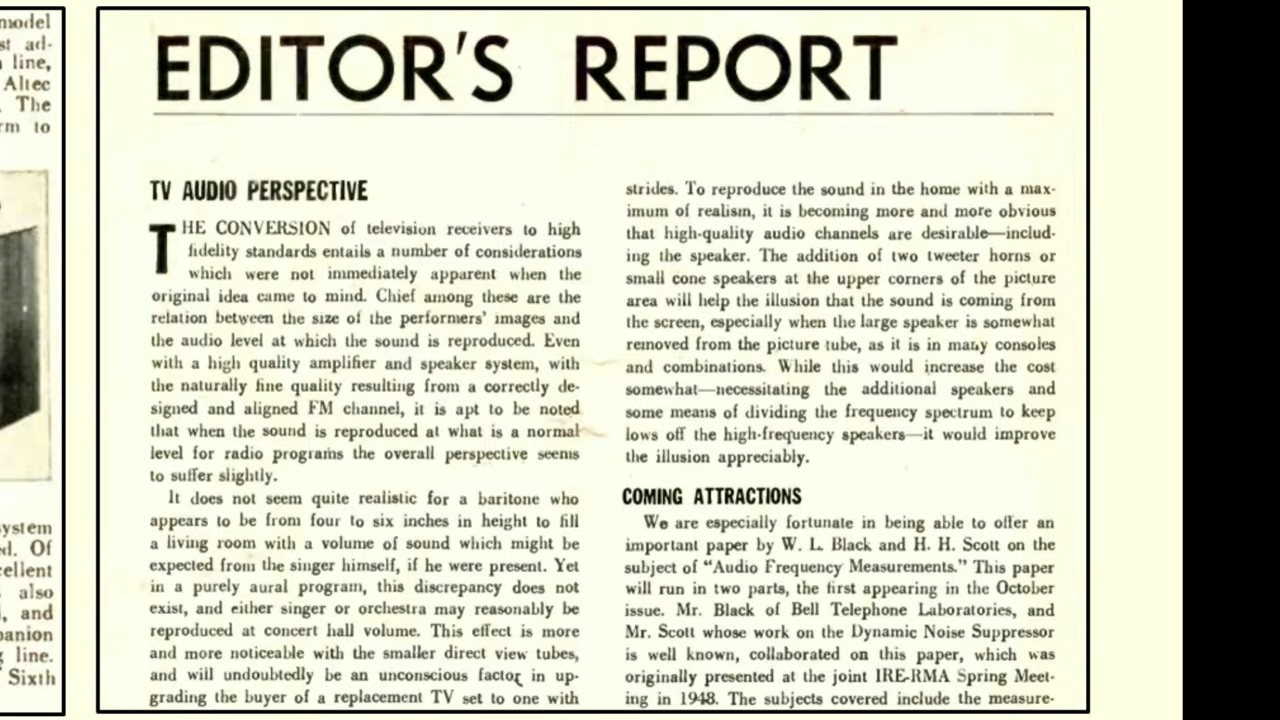 model
st ad-
line,
Altec
. The
rm to
ystem
d. Of
cellent
also
, and
panion
g line.
Sixth
EDITOR'S REPORT
TV AUDIO PERSPECTIVE
THE CONVERSION of television receivers to high
fidelity standards entails a number of considerations
which were not immediately apparent when the
original idea came to mind. Chief among these are the
relation between the size of the performers' images and
the audio level at which the sound is reproduced. Even
with a high quality amplifier and speaker system, with
the naturally fine quality resulting from a correctly de-
signed and aligned FM channel, it is apt to be noted
that when the sound is reproduced at what is a normal
level for radio programs the overall perspective seems
to suffer slightly.
It does not seem quite realistic for a baritone who
appears to be from four to six inches in height to fill
a living room with a volume of sound which might be
expected from the singer himself, if he were present. Yet
in a purely aural program, this discrepancy does not
exist, and either singer or orchestra may reasonably be
reproduced at concert hall volume. This effect is more
and more noticeable with the smaller direct view tubes,
and will undoubtedly be an unconscious factor in up-
grading the buyer of a replacement TV set to one with
strides. To reproduce the sound in the home with a max-
imum of realism, it is becoming more and more obvious
that high-quality audio channels are desirable—includ-
ing the speaker. The addition of two tweeter horns or
small cone speakers at the upper corners of the picture
area will help the illusion that the sound is coming from
the screen, especially when the large speaker is somewhat
removed from the picture tube, as it is in many consoles
and combinations. While this would increase the cost
somewhat—necessitating the additional speakers and
some means of dividing the frequency spectrum to keep
lows off the high-frequency speakers—it would improve
the illusion appreciably.
COMING ATTRACTIONS
We are especially fortunate in being able to offer an
important paper by W. L. Black and H. H. Scott on the
subject of "Audio Frequency Measurements." This paper
will run in two parts, the first appearing in the October
issue. Mr. Black of Bell Telephone Laboratories, and
Mr. Scott whose work on the Dynamic Noise Suppressor
is well known, collaborated on this paper, which was
originally presented at the joint IRE-RMA Spring Meet-
ing in 1948. The subjects covered include the measure-